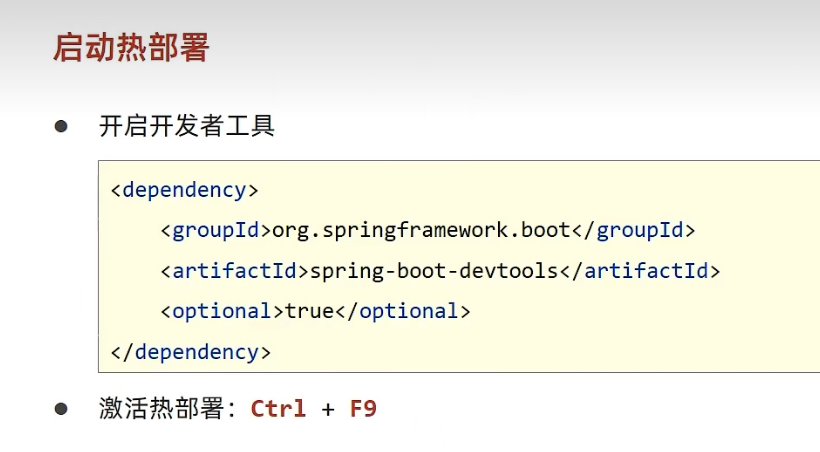 启动热部署
● 开启开发者工具
<dependency>
    <groupId>org.springframework.boot</groupId>
    <artifactId>spring-boot-devtools</artifactId>
    <optional>true</optional>
</dependency>
● 激活热部署：Ctrl + F9